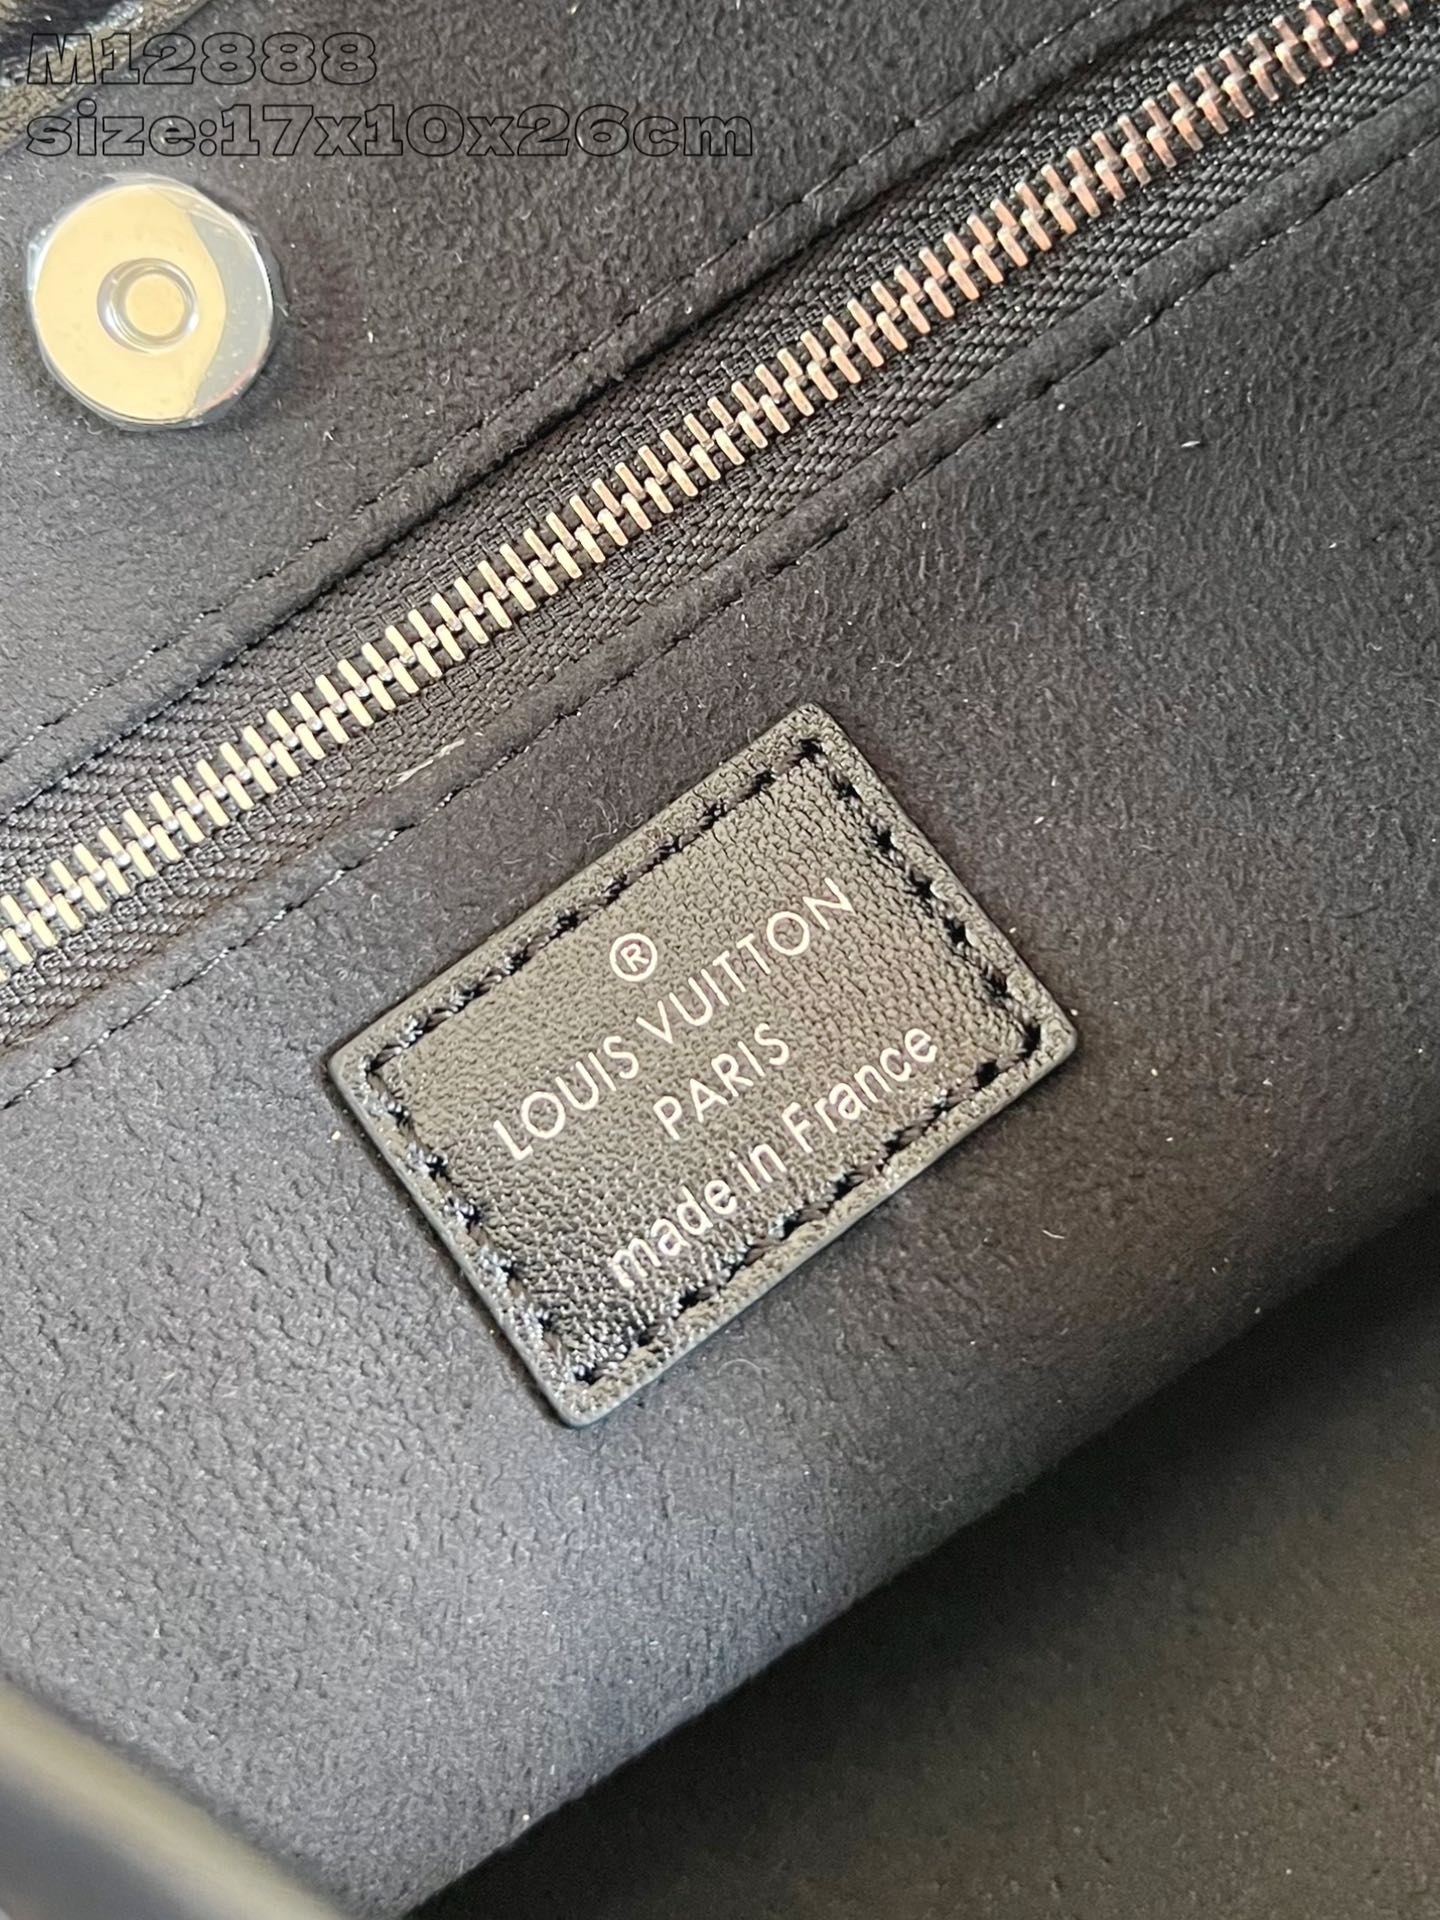 M12888
size:17x10x26cm
®
LOUIS VUITTON
PARIS
made in France